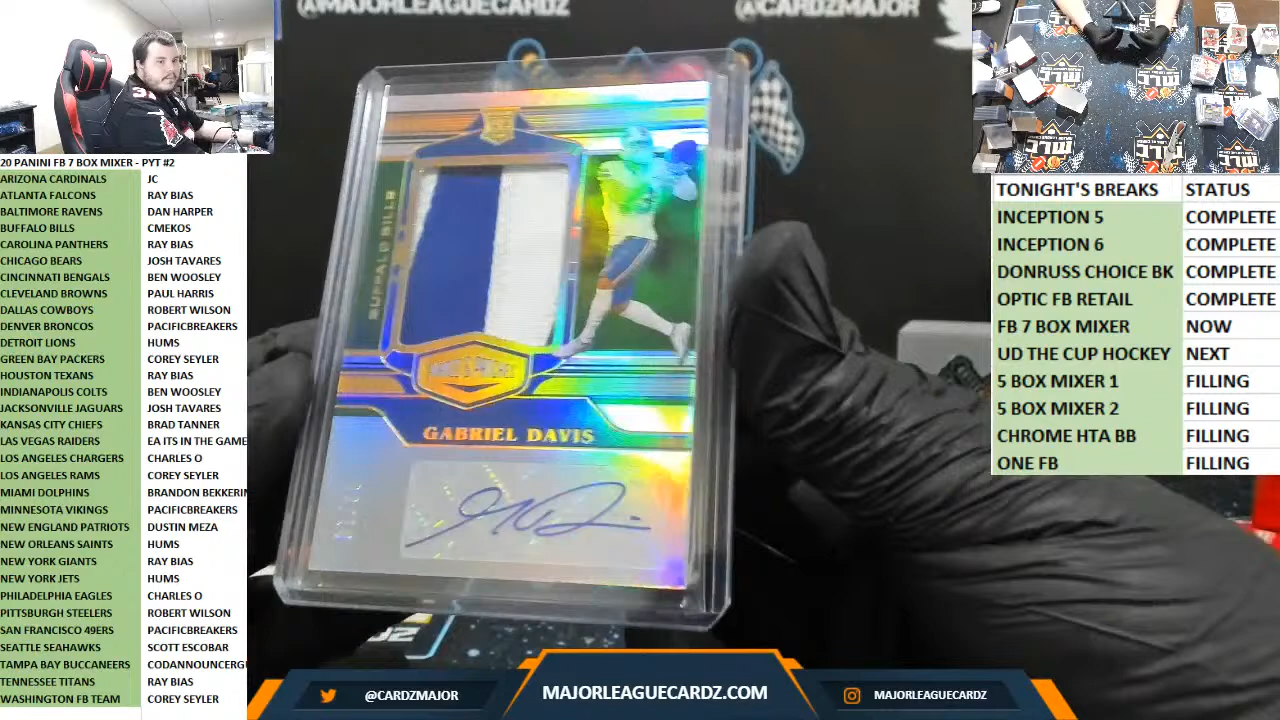 @MAJORLEAGUECARDZ
@CARDZMAJOR
20 PANINI FB 7 BOX MIXER - PYT #2
ARIZONA CARDINALS JC
ATLANTA FALCONS RAY BIAS
BALTIMORE RAVENS DAN HARPER
BUFFALO BILLS CMEKOS
CAROLINA PANTHERS RAY BIAS
CHICAGO BEARS JOSH TAVARES
CINCINNATI BENGALS BEN WOOSLEY
CLEVELAND BROWNS PAUL HARRIS
DALLAS COWBOYS ROBERT WILSON
DENVER BRONCOS PACIFICBREAKERS
DETROIT LIONS HUMS
GREEN BAY PACKERS COREY SEYLER
HOUSTON TEXANS RAY BIAS
INDIANAPOLIS COLTS BEN WOOSLEY
JACKSONVILLE JAGUARS JOSH TAVARES
KANSAS CITY CHIEFS BRAD TANNER
LAS VEGAS RAIDERS EA ITS IN THE GAME
LOS ANGELES CHARGERS CHARLES O
LOS ANGELES RAMS COREY SEYLER
MIAMI DOLPHINS BRANDON BEKKERIN
MINNESOTA VIKINGS PACIFICBREAKERS
NEW ENGLAND PATRIOTS DUSTIN MEZA
NEW ORLEANS SAINTS HUMS
NEW YORK GIANTS RAY BIAS
NEW YORK JETS HUMS
PHILADELPHIA EAGLES CHARLES O
PITTSBURGH STEELERS ROBERT WILSON
SAN FRANCISCO 49ERS PACIFICBREAKERS
SEATTLE SEAHAWKS SCOTT ESCOBAR
TAMPA BAY BUCCANEERS CODANNOUNCERGU
TENNESSEE TITANS RAY BIAS
WASHINGTON FB TEAM COREY SEYLER
BUFFALO BILLS
GABRIEL DAVIS
TONIGHT'S BREAKS STATUS
INCEPTION 5 COMPLETE
INCEPTION 6 COMPLETE
DONRUSS CHOICE BK COMPLETE
OPTIC FB RETAIL COMPLETE
FB 7 BOX MIXER NOW
UD THE CUP HOCKEY NEXT
5 BOX MIXER 1 FILLING
5 BOX MIXER 2 FILLING
CHROME HTA BB FILLING
ONE FB FILLING
MLC
MLC
MLC
MLC
@CARDZMAJOR
MAJORLEAGUECARDZ.COM
MAJORLEAGUECARDZ